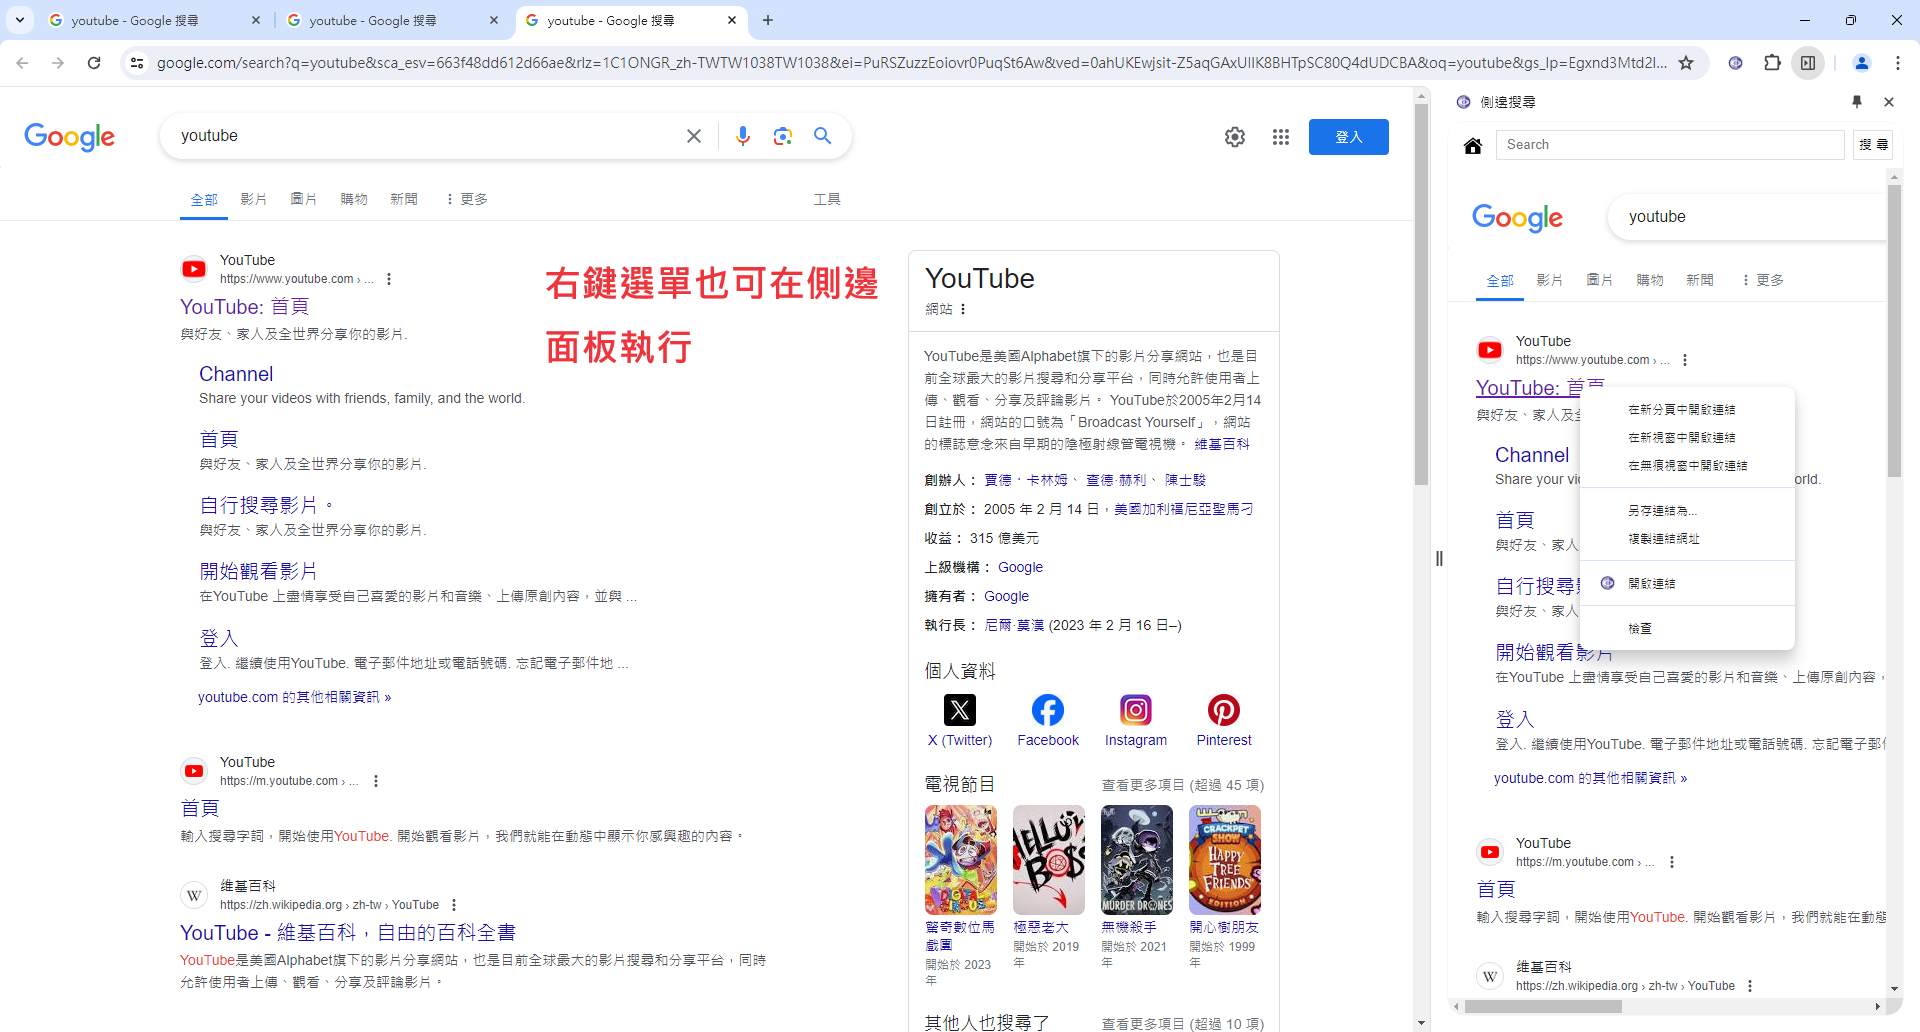 youtube - Google 搜尋
youtube - Google 搜尋
youtube - Google 搜尋
google.com/search?q=youtube&sca_esv=663f48dd612d66ae&rlz=1C1ONGR_zh-TWTW1038TW1038&ei=PuRSZuzzEoiovr0PuqSt6Aw&ved=0ahUKEwjsit-Z5aqGAxUIlK8BHTpSC80Q4dUDCBA&oq=youtube&gs_lp=Egxnd3Mtd2l...
Google
youtube
登入
全部 影片 圖片 購物 新聞 更多 工具
YouTube
https://www.youtube.com › ...
YouTube: 首頁
與好友、家人及全世界分享你的影片.
Channel
Share your videos with friends, family, and the world.
首頁
與好友、家人及全世界分享你的影片.
自行搜尋影片。
與好友、家人及全世界分享你的影片.
開始觀看影片
在YouTube 上盡情享受自己喜愛的影片和音樂、上傳原創內容，並與 ...
登入
登入. 繼續使用YouTube. 電子郵件地址或電話號碼. 忘記電子郵件地 ...
youtube.com 的其他相關資訊 »
YouTube
https://m.youtube.com › ...
首頁
輸入搜尋字詞，開始使用YouTube. 開始觀看影片，我們就能在動態中顯示你感興趣的內容。
维基百科
https://zh.wikipedia.org › zh-tw › YouTube
YouTube - 維基百科，自由的百科全書
YouTube是美國Alphabet旗下的影片分享網站，也是目前全球最大的影片搜尋和分享平台，同時
允許使用者上傳、觀看、分享及評論影片。
右鍵選單也可在側邊
面板執行
YouTube
網站
YouTube是美國Alphabet旗下的影片分享網站，也是目
前全球最大的影片搜尋和分享平台，同時允許使用者上
傳、觀看、分享及評論影片。 YouTube於2005年2月14
日註冊，網站的口號為「Broadcast Yourself」，網站
的標誌意念來自早期的陰極射線管電視機。 維基百科
創辦人： 賈德・卡林姆、 查德·赫利、 陳士駿
創立於： 2005 年 2 月 14 日，美國加利福尼亞聖馬刁
收益： 315 億美元
上級機構： Google
擁有者： Google
執行長： 尼爾·莫漢 (2023 年 2 月 16 日–)
個人資料
X (Twitter) Facebook Instagram Pinterest
電視節目 查看更多項目 (超過 45 項)
DIGITAL CIRCUS
HELLUVA BOSS
MURDER DRONES
CRACKPET SHOW HAPPY TREE FRIENDS EDITION
驚奇數位馬
戲團
開始於 2023
年
極惡老大
開始於 2019
年
無機殺手
開始於 2021
年
開心樹朋友
開始於 1999
年
其他人也搜尋了 查看更多項目 (超過 10 項)
側邊搜尋
Search
搜 尋
Google
youtube
全部 影片 圖片 購物 新聞 更多
YouTube
https://www.youtube.com › ...
YouTube: 首頁
與好友、家人及全
Channel
Share your vi
orld.
首頁
與好友、家人
自行搜尋
與好友、家人
開始觀看影片
在YouTube 上盡情享受自己喜愛的影片和音樂、上傳原創內容，
登入
登入. 繼續使用YouTube. 電子郵件地址或電話號碼. 忘記電子郵件
youtube.com 的其他相關資訊 »
YouTube
https://m.youtube.com › ...
首頁
輸入搜尋字詞，開始使用YouTube. 開始觀看影片，我們就能在動態
维基百科
https://zh.wikipedia.org › zh-tw › YouTube
在新分頁中開啟連結
在新視窗中開啟連結
在無痕視窗中開啟連結
另存連結為...
複製連結網址
開啟連結
檢查